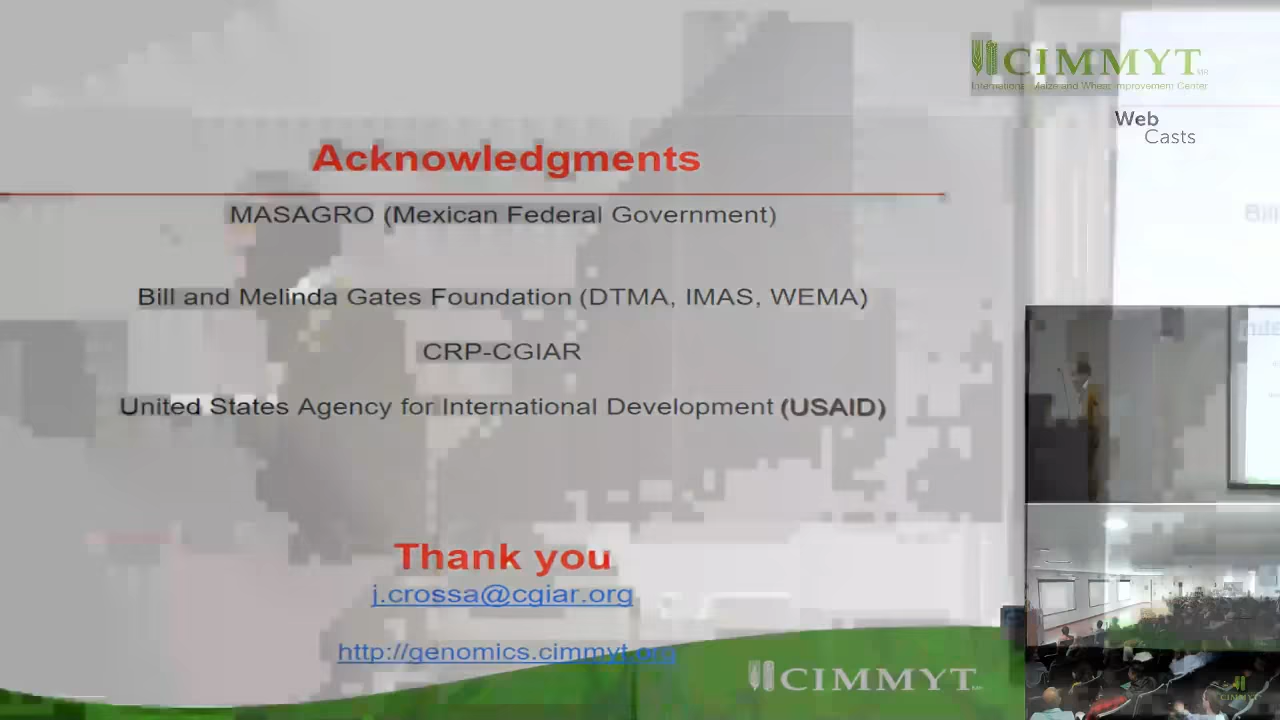 CIMMYT
International Maize and Wheat Improvement Center
Web
Casts
Acknowledgments
MASAGRO (Mexican Federal Government)
Bill and Melinda Gates Foundation (DTMA, IMAS, WEMA)
CRP-CGIAR
United States Agency for International Development (USAID)
Thank you
j.crossa@cgiar.org
http://genomics.cimmyt.org
CIMMYT
CIMMYT